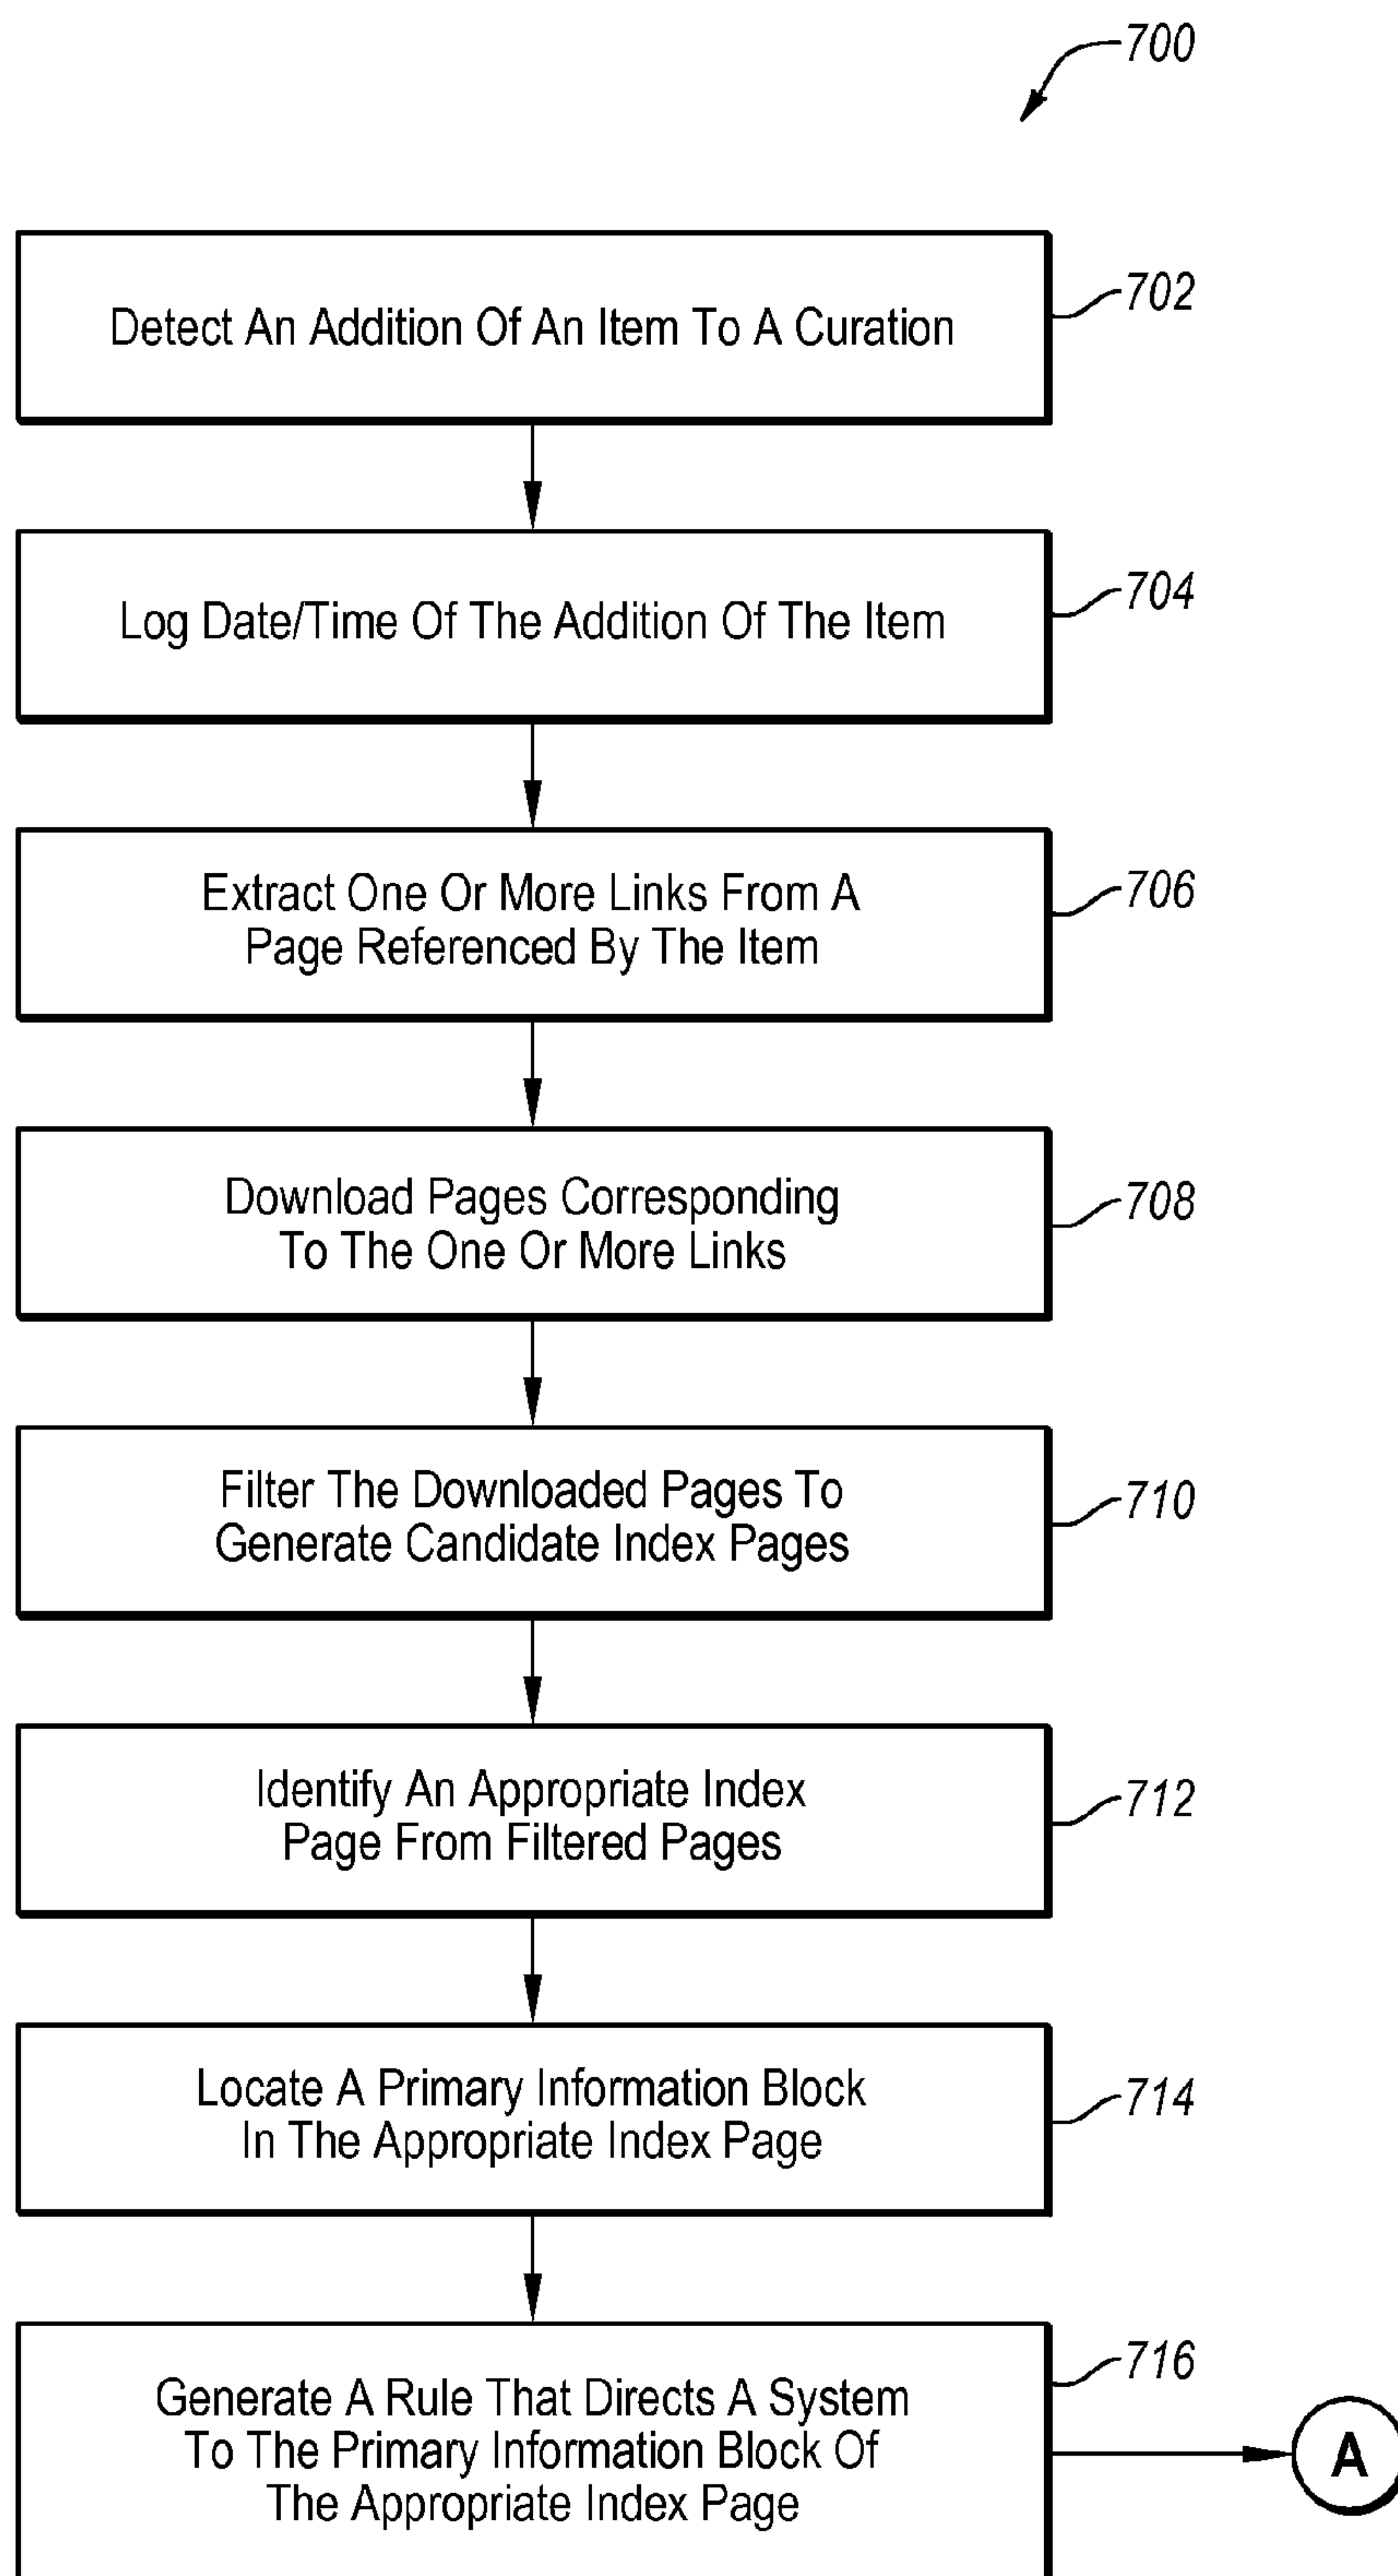 700
Detect An Addition Of An Item To A Curation
702
Log Date/Time Of The Addition Of The Item
704
Extract One Or More Links From A
Page Referenced By The Item
706
Download Pages Corresponding
To The One Or More Links
708
Filter The Downloaded Pages To
Generate Candidate Index Pages
710
Identify An Appropriate Index
Page From Filtered Pages
712
Locate A Primary Information Block
In The Appropriate Index Page
714
Generate A Rule That Directs A System
To The Primary Information Block Of
The Appropriate Index Page
716
A